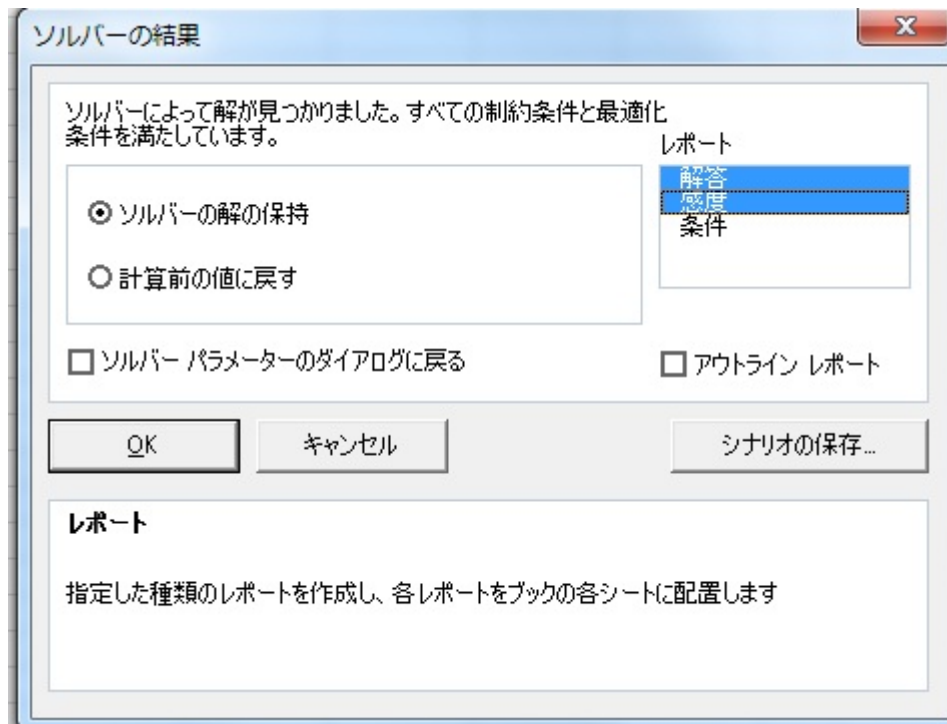 ソルバーの結果
ソルバーによって解が見つかりました。すべての制約条件と最適化
条件を満たしています。
レポート
解答
感度
条件
ソルバーの解の保持
計算前の値に戻す
ソルバー パラメーターのダイアログに戻る
アウトライン レポート
OK
キャンセル
シナリオの保存...
レポート
指定した種類のレポートを作成し、各レポートをブックの各シートに配置します